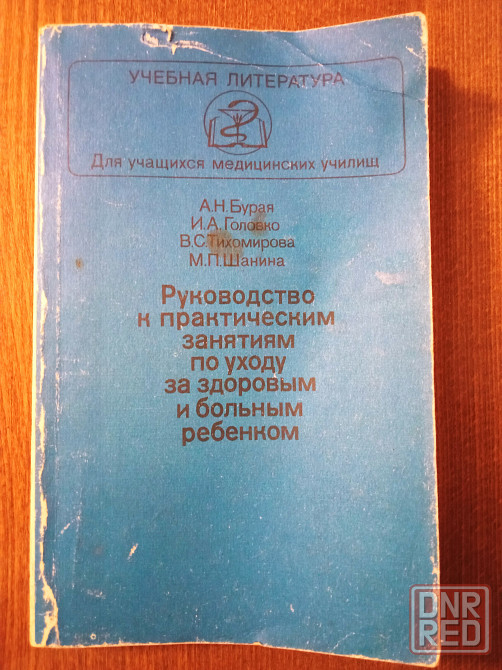 УЧЕБНАЯ ЛИТЕРАТУРА
Для учащихся медицинских училищ
А.Н.Бурая
И.А.Головко
В.С.Тихомирова
М.П.Шанина
Руководство
к практическим
занятиям
по уходу
за здоровым
и больным
ребенком
DNR
RED